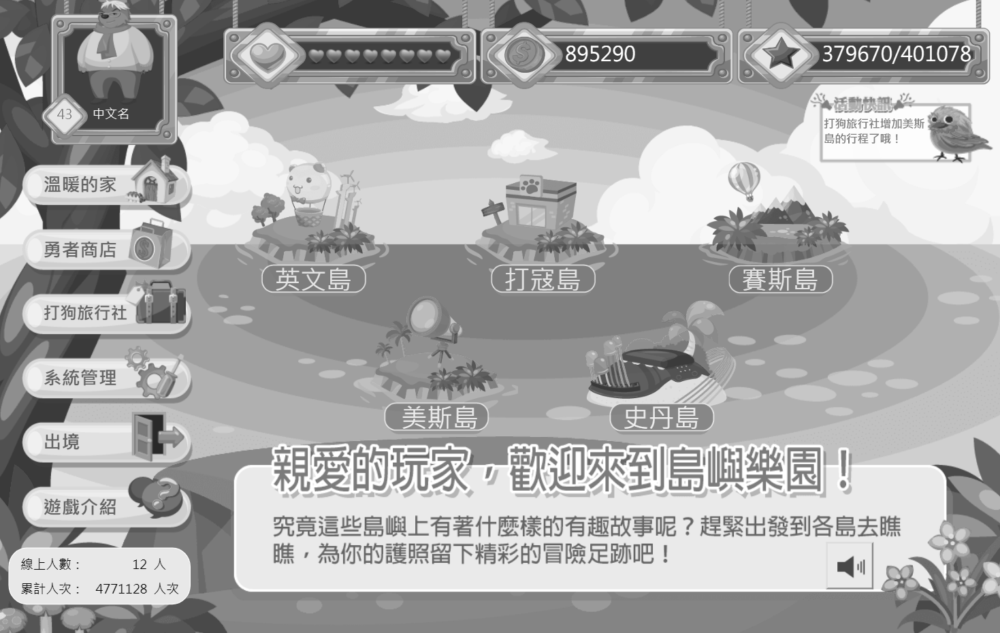 895290
379670/401078
43
中文名
活動快訊
打狗旅行社增加美斯
島的行程了哦！
溫暖的家
勇者商店
打狗旅行社
系統管理
出境
遊戲介紹
英文島
打寇島
賽斯島
美斯島
史丹島
親愛的玩家，歡迎來到島嶼樂園！
究竟這些島嶼上有著什麼樣的有趣故事呢？趕緊出發到各島去瞧
瞧，為你的護照留下精彩的冒險足跡吧！
線上人數： 12 人
累計人次： 4771128 人次